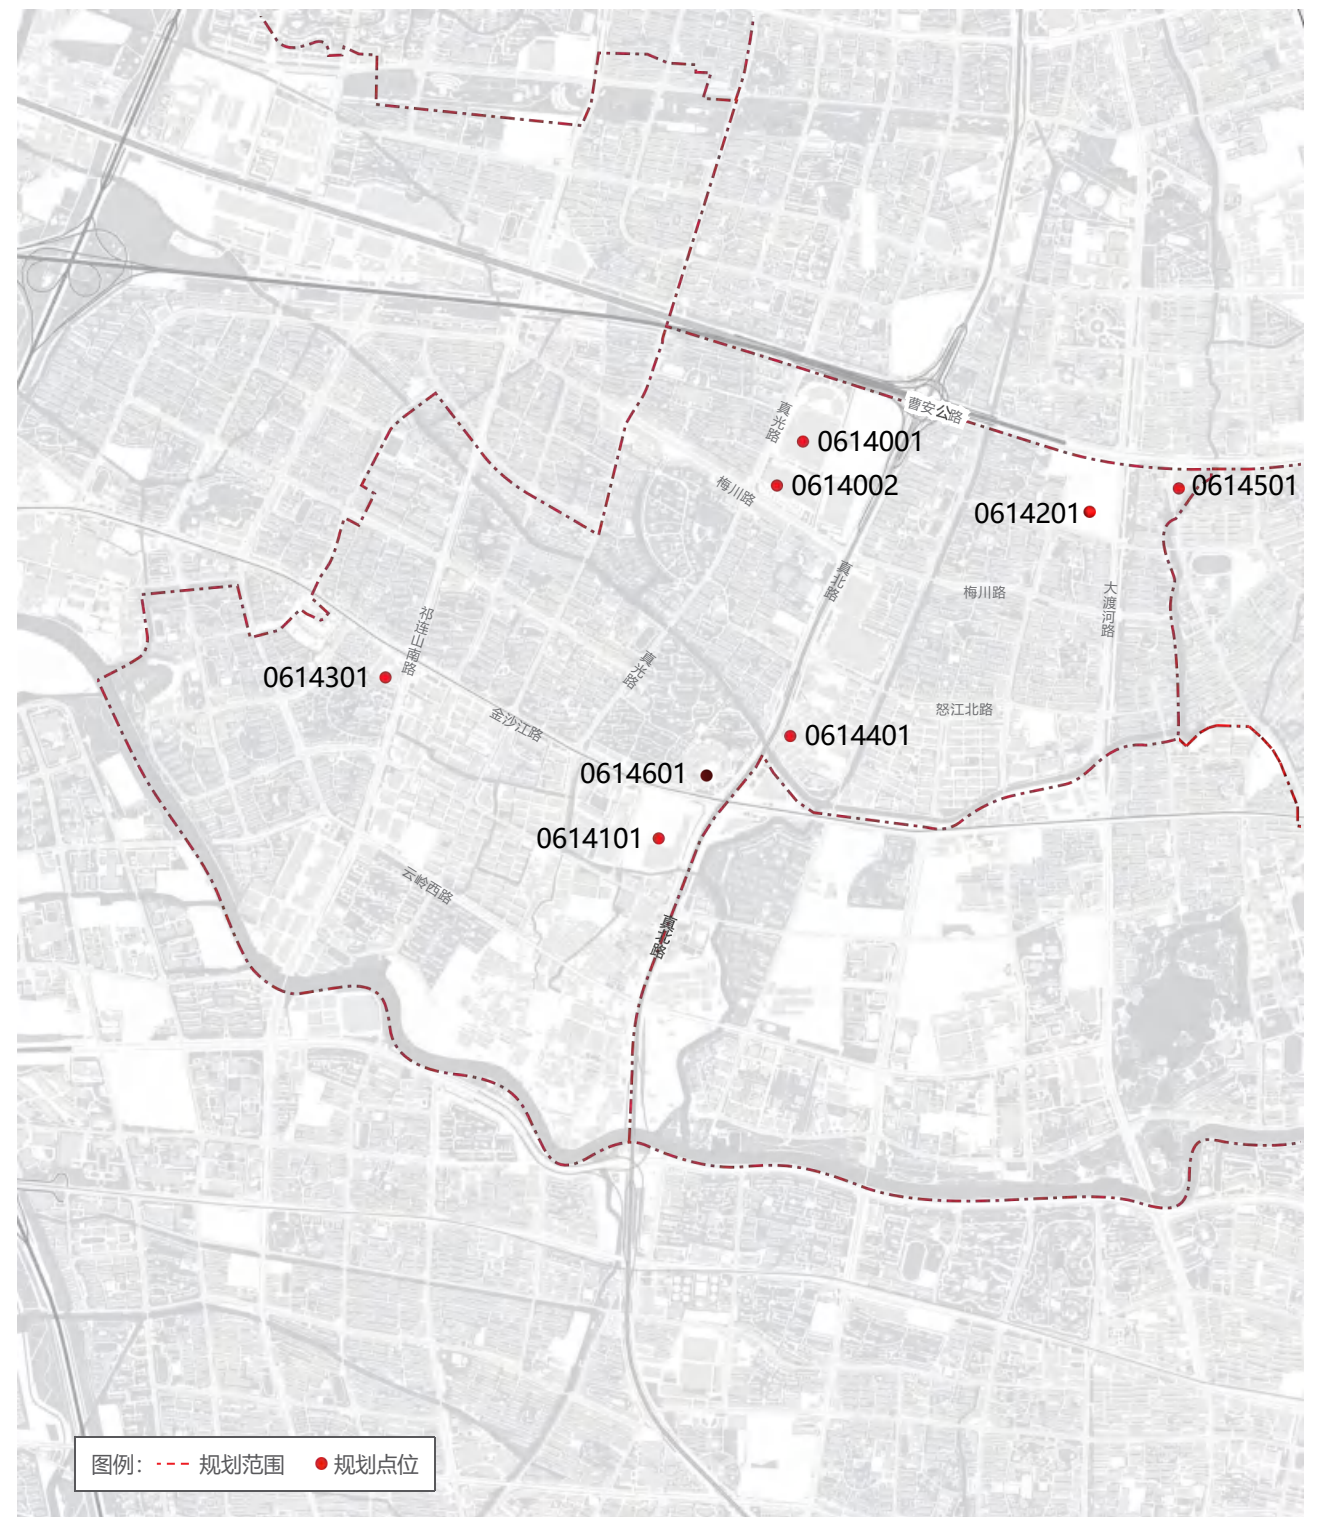 曹安公路
真光路
0614001
梅川路
0614002
0614501
0614201
真北路
梅川路
大渡河路
祁连山南路
真光路
0614301
金沙江路
怒江北路
0614401
0614601
0614101
云岭西路
真北路
图例: 规划范围 规划点位